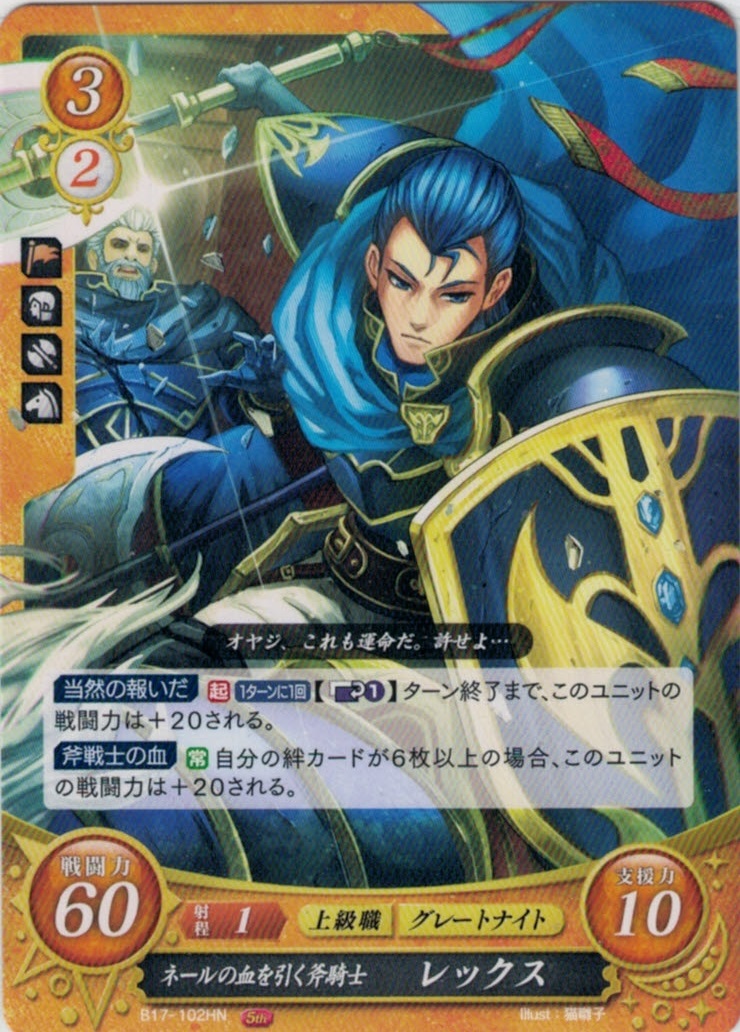 3
2
オヤジ、これも運命だ。許せよ…
当然の報いだ 起 1ターンに1回【 1】ターン終了まで、このユニットの
戦闘力は+20される。
斧戦士の血 常 自分の絆カードが6枚以上の場合、このユニット
の戦闘力は+20される。
戦闘力
60
射程 1 上級職 グレートナイト
支援力
10
ネールの血を引く斧騎士 レックス
B17-102HN 5th Illust:猫囃子